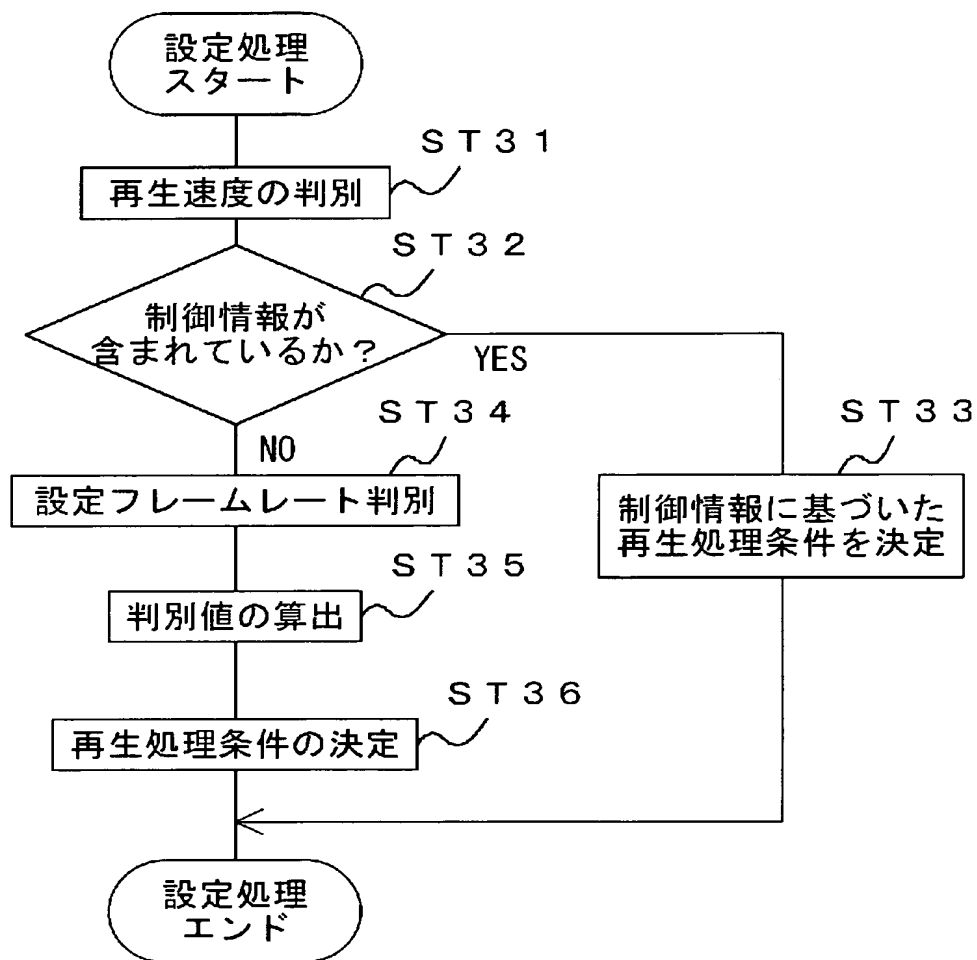 設定処理
スタート
ST31
再生速度の判別
ST32
制御情報が
含まれているか？
YES
NO
ST34
設定フレームレート判別
ST33
制御情報に基づいた
再生処理条件を決定
ST35
判別値の算出
ST36
再生処理条件の決定
設定処理
エンド